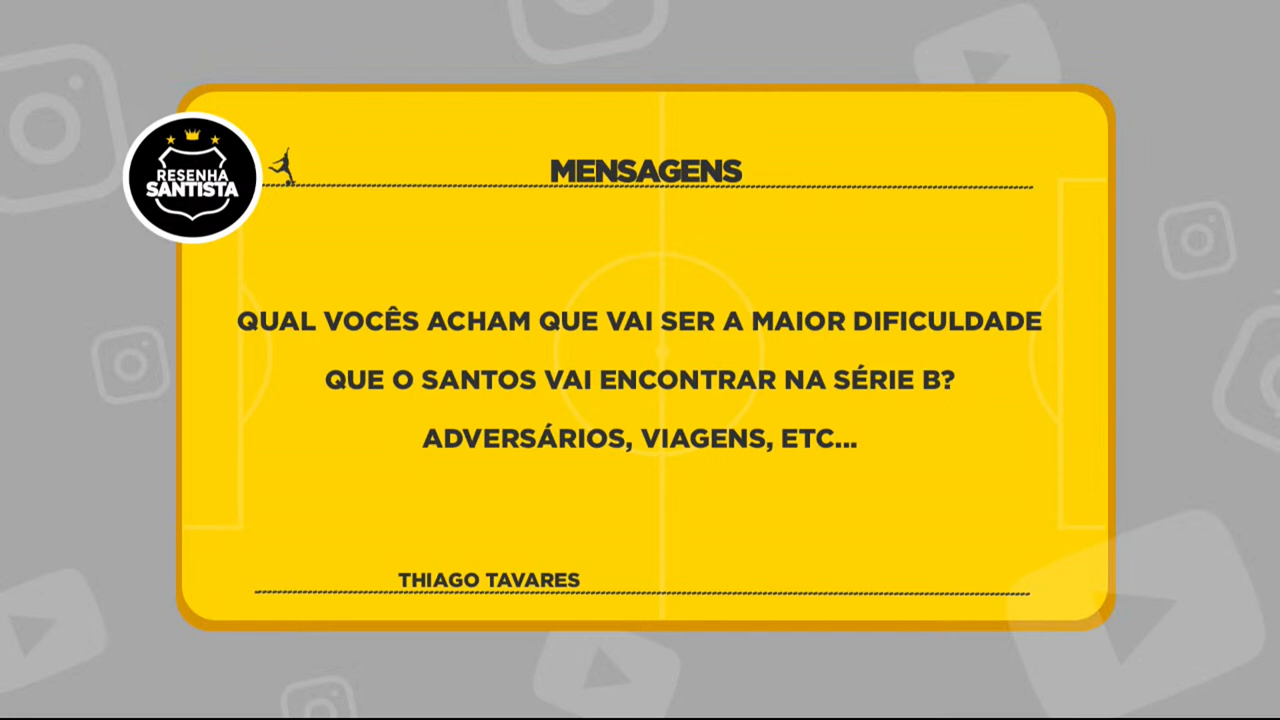 RESENHA
SANTISTA
MENSAGENS
QUAL VOCÊS ACHAM QUE VAI SER A MAIOR DIFICULDADE
QUE O SANTOS VAI ENCONTRAR NA SÉRIE B?
ADVERSÁRIOS, VIAGENS, ETC...
THIAGO TAVARES